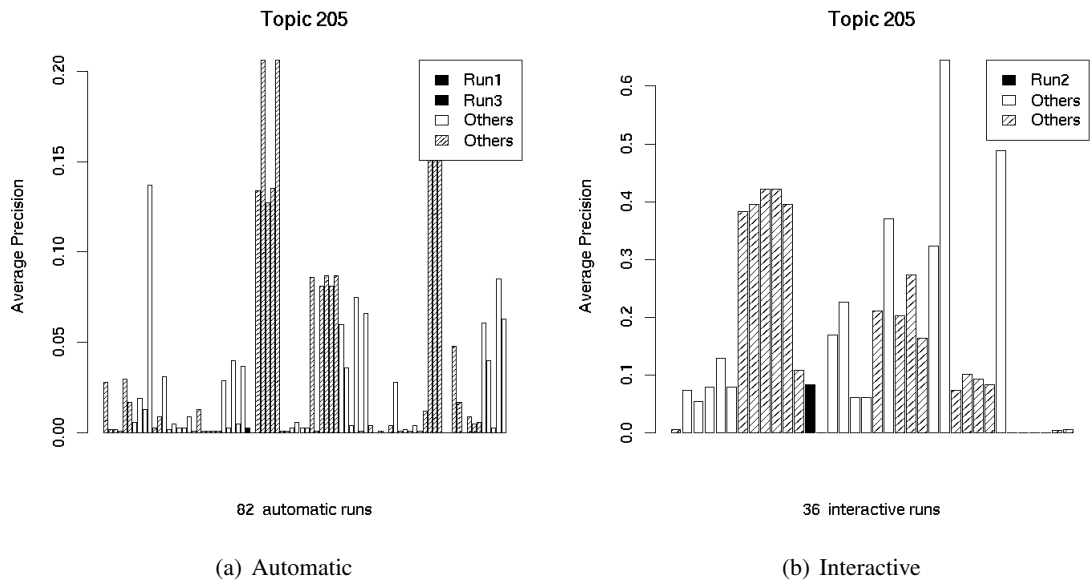 Topic 205
Average Precision
0.00
0.05
0.10
0.15
0.20
Run1
Run3
Others
Others
82 automatic runs
(a) Automatic
Topic 205
Average Precision
0.0
0.1
0.2
0.3
0.4
0.5
0.6
Run2
Others
Others
36 interactive runs
(b) Interactive